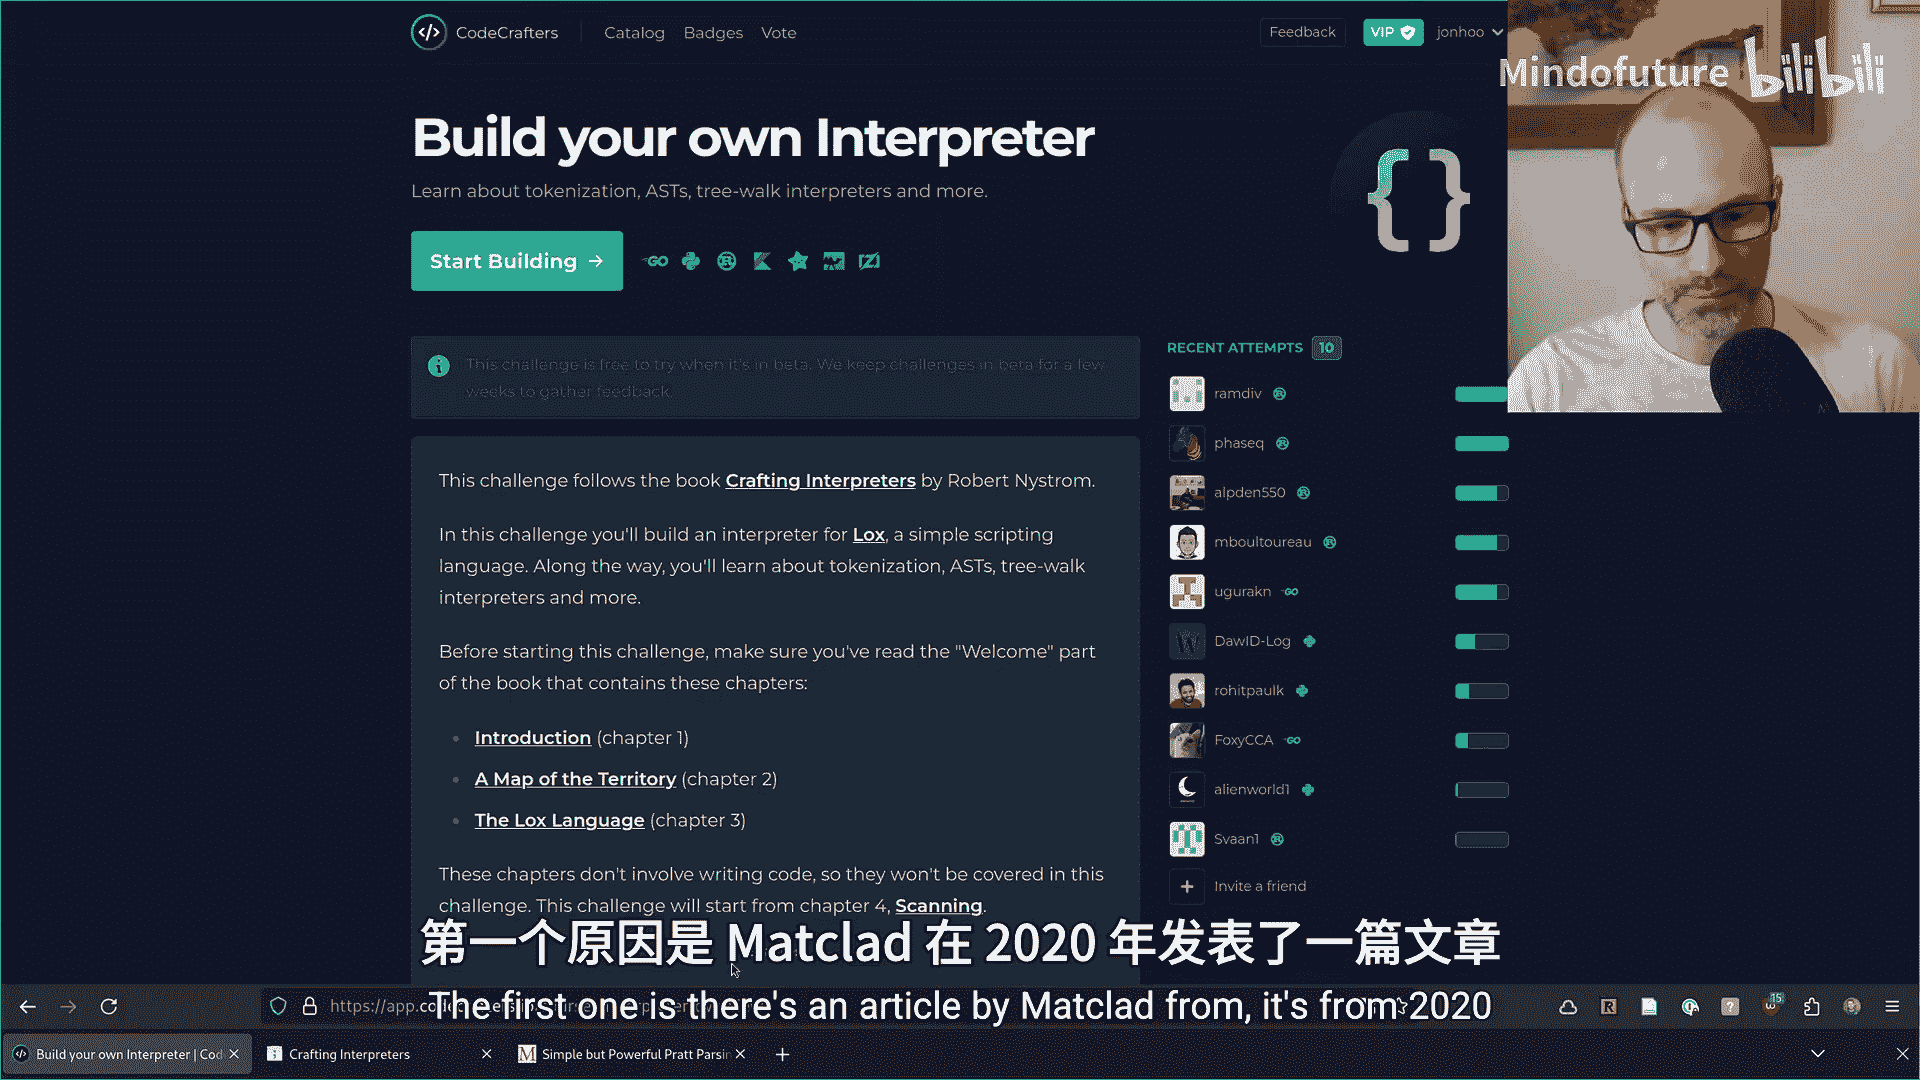 CodeCrafters
Catalog Badges Vote
Feedback
VIP
jonhoo
Mindofuture bilibili
Build your own Interpreter
Learn about tokenization, ASTs, tree-walk interpreters and more.
Start Building →
GO
This challenge is free to try when it's in beta. We keep challenges in beta for a few
weeks to gather feedback.
This challenge follows the book Crafting Interpreters by Robert Nystrom.
In this challenge you'll build an interpreter for Lox, a simple scripting
language. Along the way, you'll learn about tokenization, ASTs, tree-walk
interpreters and more.
Before starting this challenge, make sure you've read the "Welcome" part
of the book that contains these chapters:
• Introduction (chapter 1)
• A Map of the Territory (chapter 2)
• The Lox Language (chapter 3)
These chapters don't involve writing code, so they won't be covered in this
challenge. This challenge will start from chapter 4, Scanning.
RECENT ATTEMPTS 10
ramdiv
phaseq
alpden550
mboultoureau
ugurakn GO
DawID-Log
rohitpaulk
FoxyCCA GO
alienworld1
Svaan1
+ Invite a friend
第一个原因是 Matclad 在 2020 年发表了一篇文章
The first one is there's an article by Matclad from, it's from 2020
https://app.co
15
Build your own Interpreter | Cod
Crafting Interpreters
Simple but Powerful Pratt Parsin